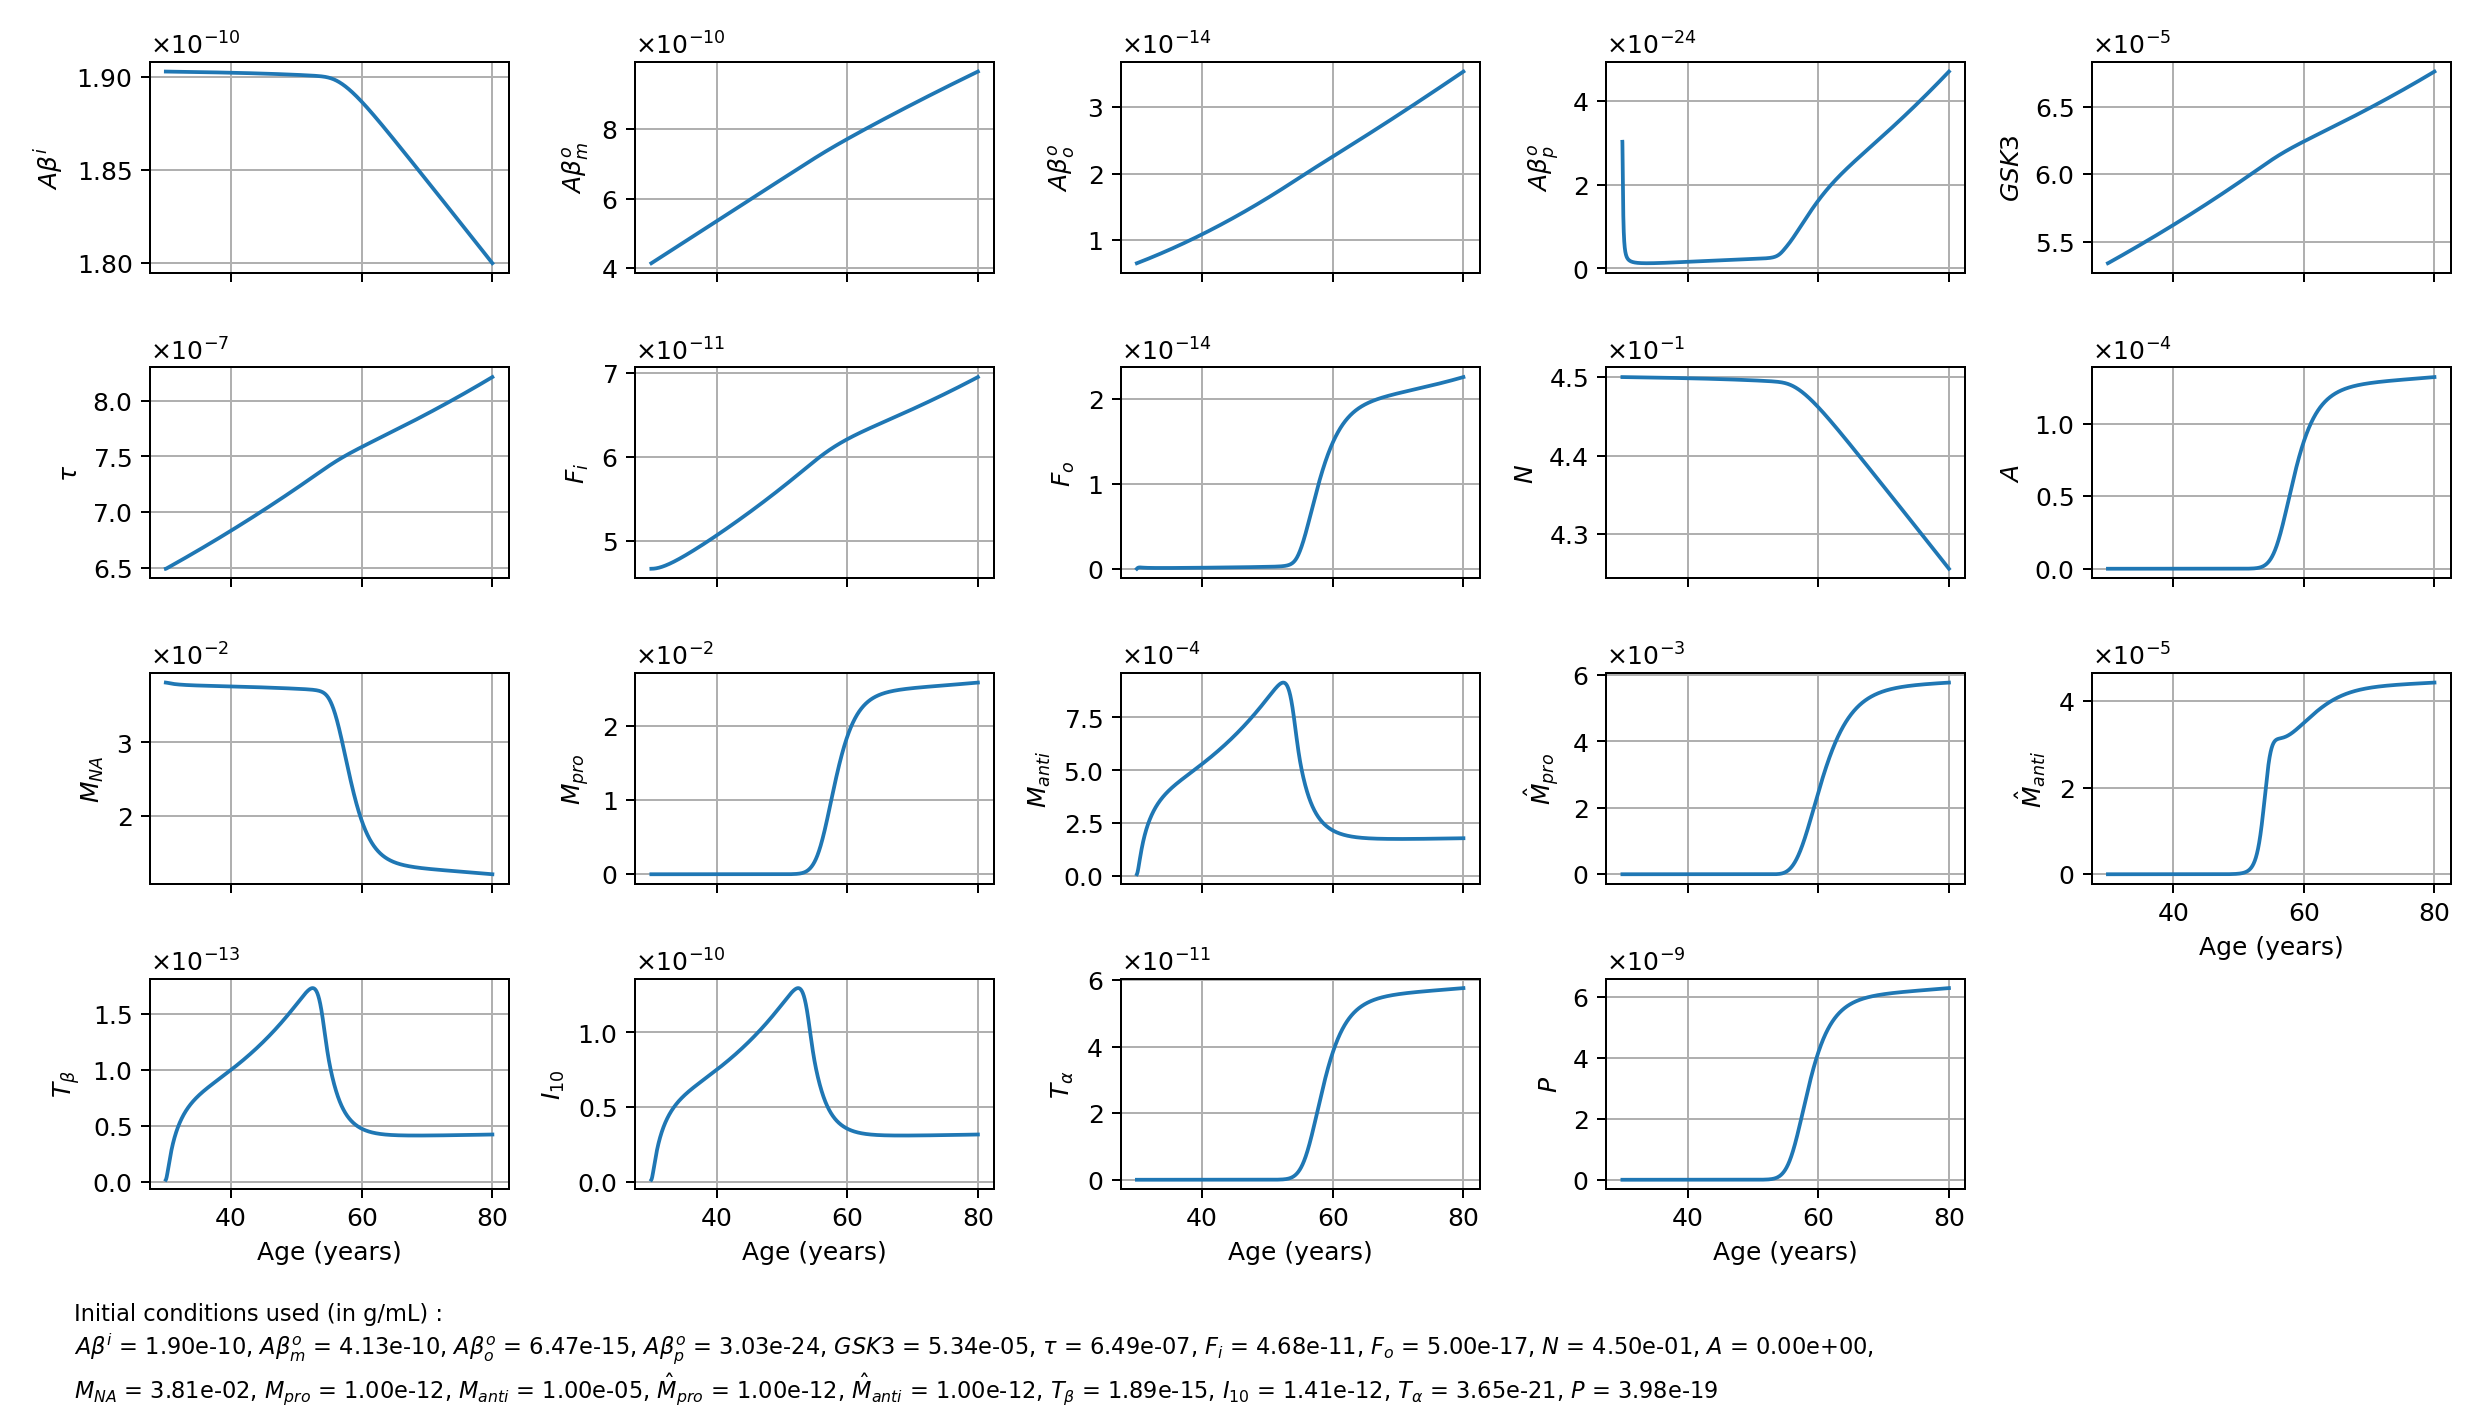 ×10⁻¹⁰ ×10⁻¹⁰ ×10⁻¹⁴ ×10⁻²⁴ ×10⁻⁵
1.90 8 3 4 6.5
1.85 6 2 2 6.0
1.80 4 1 0 5.5
Aβⁱ Aβₘᵒ Aβₒᵒ Aβₚᵒ GSK3
×10⁻⁷ ×10⁻¹¹ ×10⁻¹⁴ ×10⁻¹ ×10⁻⁴
8.0 7 2 4.5 1.0
7.5 6 1 4.4 0.5
7.0 5 0 4.3 0.0
6.5
τ Fᵢ Fₒ N A
×10⁻² ×10⁻² ×10⁻⁴ ×10⁻³ ×10⁻⁵
3 2 7.5 6 4
2 1 5.0 4 2
0 2.5 2 0
0.0 0
M_NA M_pro M_anti M̂_pro M̂_anti
40 60 80
Age (years)
×10⁻¹³ ×10⁻¹⁰ ×10⁻¹¹ ×10⁻⁹
1.5 1.0 6 6
1.0 0.5 4 4
0.5 0.0 2 2
0.0 0 0
T_β I₁₀ T_α P
40 60 80 40 60 80 40 60 80 40 60 80
Age (years) Age (years) Age (years) Age (years)
Initial conditions used (in g/mL) :
Aβⁱ = 1.90e-10, Aβₘᵒ = 4.13e-10, Aβₒᵒ = 6.47e-15, Aβₚᵒ = 3.03e-24, GSK3 = 5.34e-05, τ = 6.49e-07, Fᵢ = 4.68e-11, Fₒ = 5.00e-17, N = 4.50e-01, A = 0.00e+00,
M_NA = 3.81e-02, M_pro = 1.00e-12, M_anti = 1.00e-05, M̂_pro = 1.00e-12, M̂_anti = 1.00e-12, T_β = 1.89e-15, I₁₀ = 1.41e-12, T_α = 3.65e-21, P = 3.98e-19